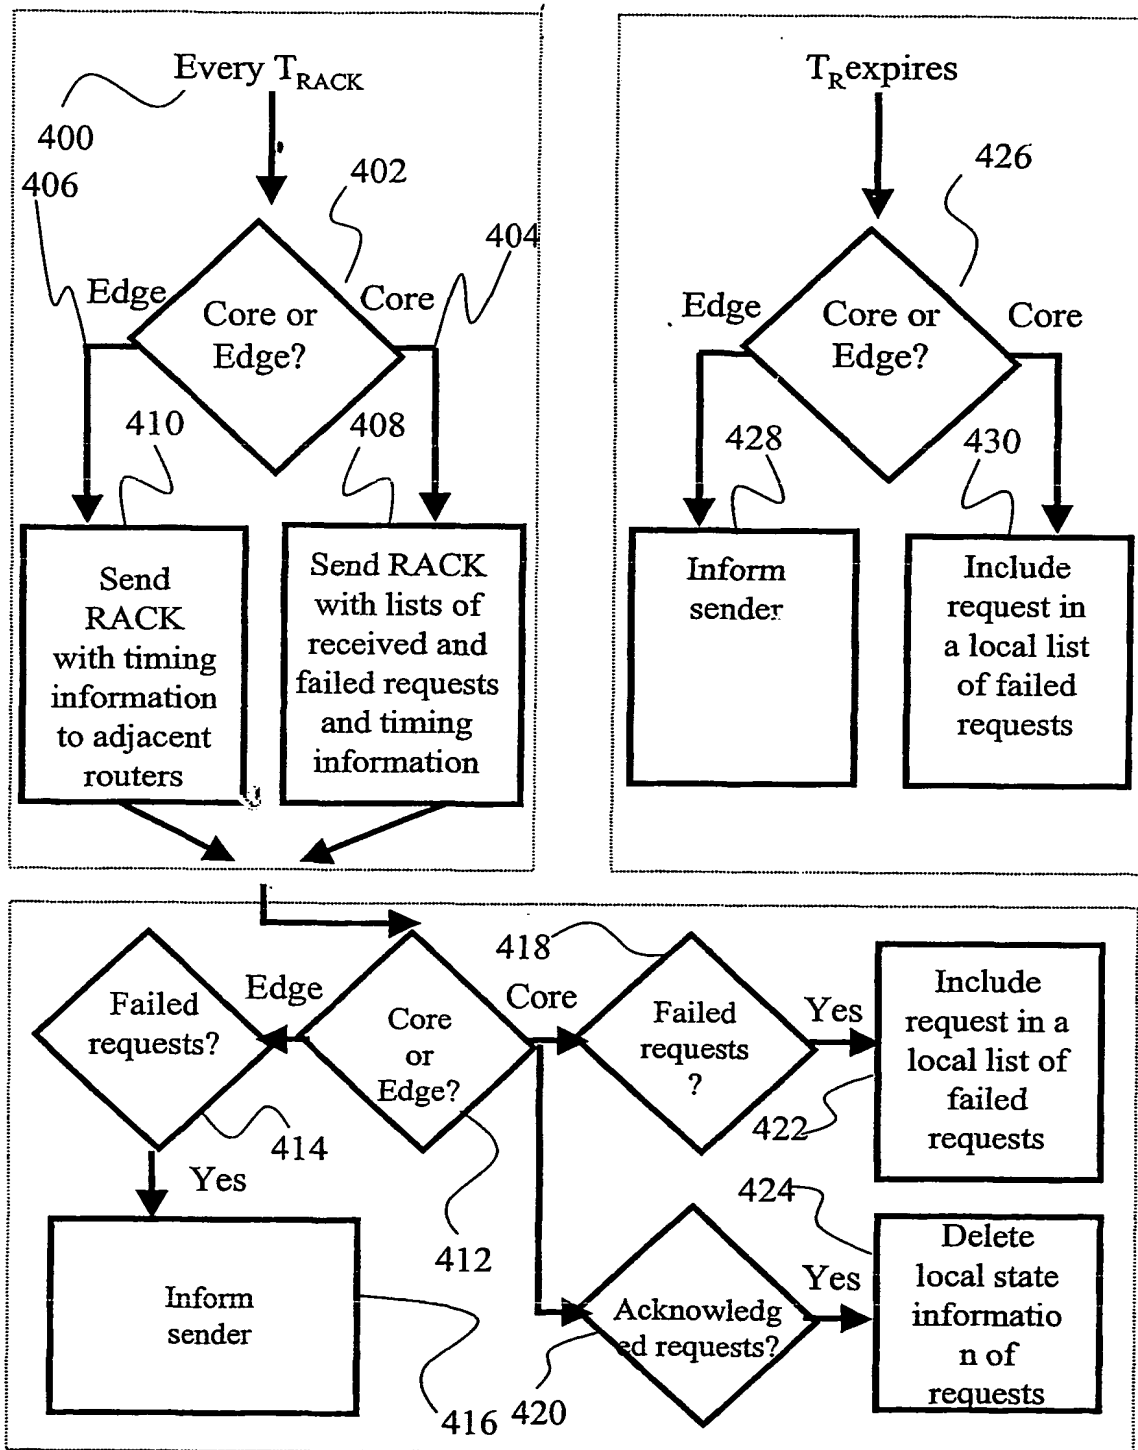 Every T_RACK
400
406
402
404
Edge
Core
Core or
Edge?
410
408
Send
RACK
with timing
information
to adjacent
routers
Send RACK
with lists of
received and
failed requests
and timing
information
T_R expires
426
Edge
Core
Core or
Edge?
428
430
Inform
sender
Include
request in
a local list
of failed
requests
Failed
requests?
Edge
Core
or
Edge?
Core
418
Failed
requests
?
Yes
Include
request in a
local list of
failed
requests
422
414
Yes
412
Inform
sender
416
424
Acknowledg
ed requests?
420
Yes
Delete
local state
informatio
n of
requests